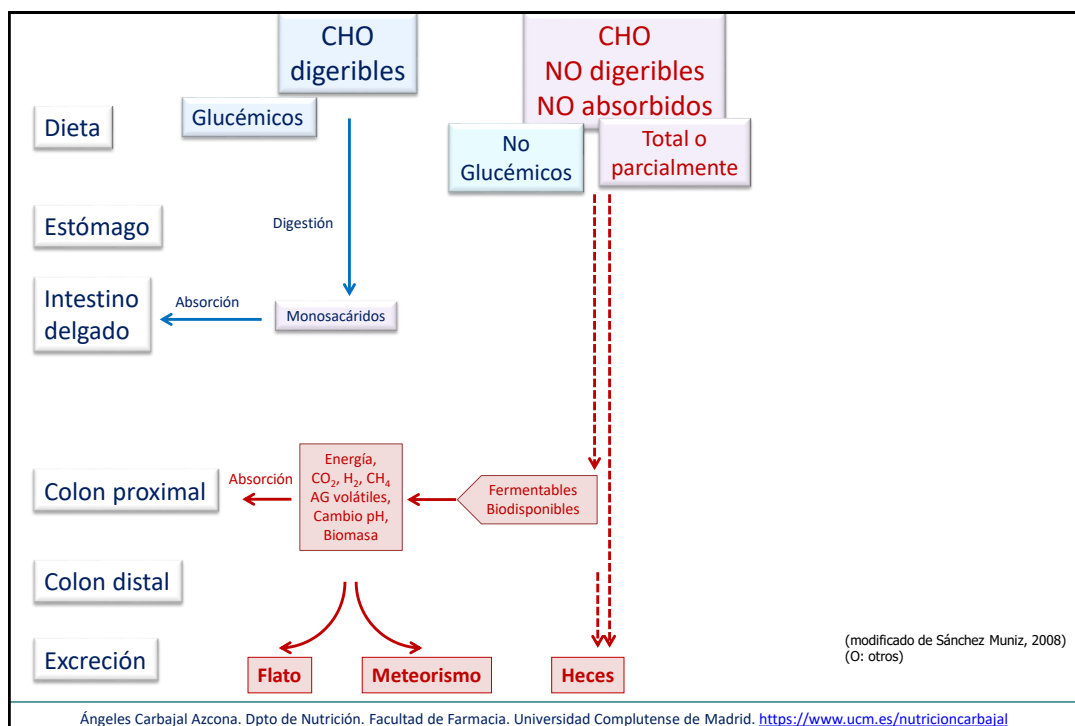 CHO
digeribles
Glucémicos
CHO
NO digeribles
NO absorbidos
No
Glucémicos
Total o
parcialmente
Dieta
Estómago
Digestión
Intestino
delgado
Absorción
Monosacáridos
Colon proximal
Absorción
Energía,
CO₂, H₂, CH₄
AG volátiles,
Cambio pH,
Biomasa
Fermentables
Biodisponibles
Colon distal
Excreción
Flato
Meteorismo
Heces
(modificado de Sánchez Muniz, 2008)
(O: otros)
Ángeles Carbajal Azcona. Dpto de Nutrición. Facultad de Farmacia. Universidad Complutense de Madrid. https://www.ucm.es/nutricioncarbajal